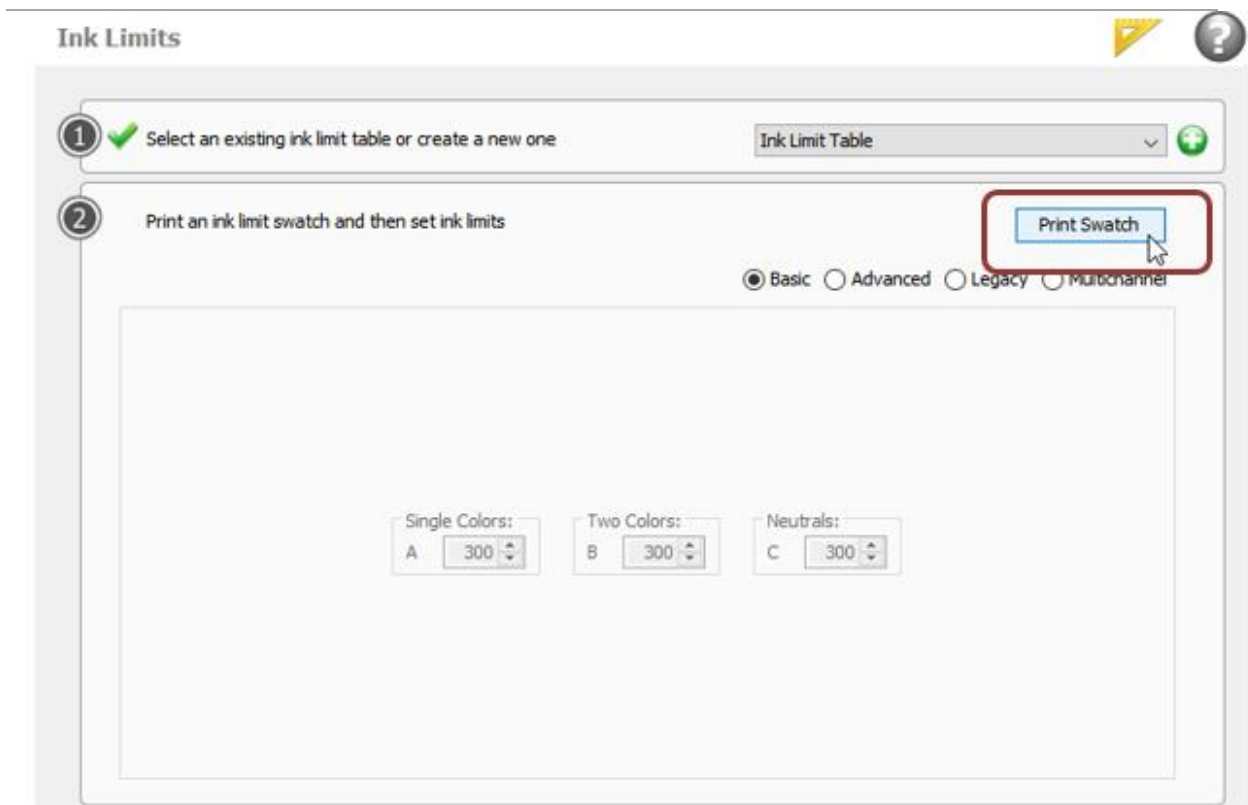 Ink Limits
?
1 Select an existing ink limit table or create a new one Ink Limit Table
2 Print an ink limit swatch and then set ink limits Print Swatch
Basic Advanced Legacy Multichannel
Single Colors: Two Colors: Neutrals:
A 300 B 300 C 300